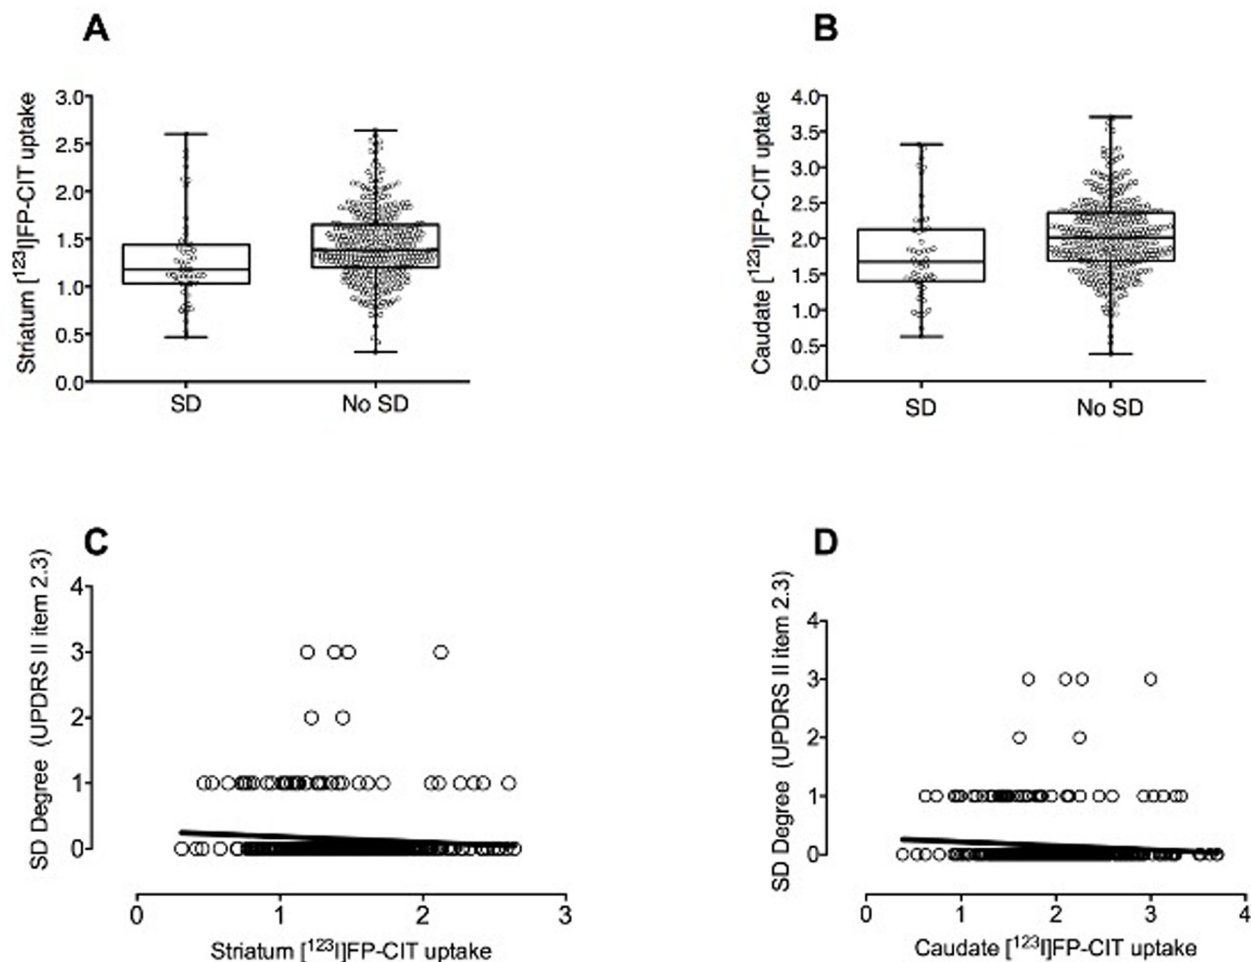 A
Striatum [123I]FP-CIT uptake
3.0
2.5
2.0
1.5
1.0
0.5
0.0
SD
No SD
B
Caudate [123I]FP-CIT uptake
4.0
3.5
3.0
2.5
2.0
1.5
1.0
0.5
0.0
SD
No SD
C
SD Degree (UPDRS II item 2.3)
4
3
2
1
0
0
1
2
3
Striatum [123I]FP-CIT uptake
D
SD Degree (UPDRS II item 2.3)
4
3
2
1
0
0
1
2
3
4
Caudate [123I]FP-CIT uptake